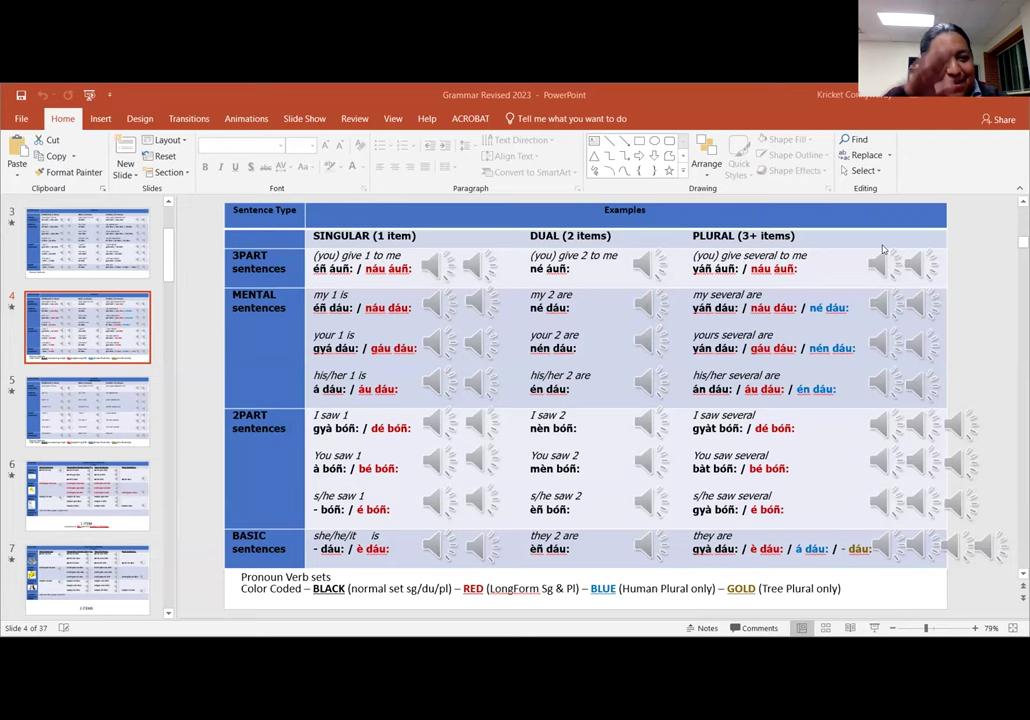 Grammar Revised 2023 - PowerPoint
File Home Insert Design Transitions Animations Slide Show Review View Help ACROBAT Tell me what you want to do Share
Paste Cut Copy Format Painter Clipboard
New Slide Layout Reset Section Slides
Font
Text Direction Align Text Convert to SmartArt Paragraph
Arrange Quick Styles Shape Fill Shape Outline Shape Effects Drawing
Find Replace Select Editing
Sentence Type Examples
SINGULAR (1 item) DUAL (2 items) PLURAL (3+ items)
3PART sentences
(you) give 1 to me (you) give 2 to me (you) give several to me
éñ áuñ: / náu áuñ: né áuñ: yáñ áuñ: / náu áuñ:
MENTAL sentences
my 1 is my 2 are my several are
éñ dáu: / náu dáu: né dáu: yáñ dáu: / náu dáu: / né dáu:
your 1 is your 2 are yours several are
gyá dáu: / gáu dáu: nén dáu: yán dáu: / gáu dáu: / nén dáu:
his/her 1 is his/her 2 are his/her several are
á dáu: / áu dáu: én dáu: án dáu: / áu dáu: / én dáu:
2PART sentences
I saw 1 I saw 2 I saw several
gyà bóñ: / dé bóñ: nèn bóñ: gyàt bóñ: / dé bóñ:
You saw 1 You saw 2 You saw several
à bóñ: / bé bóñ: mèn bóñ: bàt bóñ: / bé bóñ:
s/he saw 1 s/he saw 2 s/he saw several
- bóñ: / é bóñ: èñ bóñ: gyà bóñ: / é bóñ:
BASIC sentences
she/he/it is they 2 are they are
- dáu: / è dáu: èñ dáu: gyà dáu: / è dáu: / á dáu: / - dáu:
Pronoun Verb sets
Color Coded – BLACK (normal set sg/du/pl) – RED (LongForm Sg & Pl) – BLUE (Human Plural only) – GOLD (Tree Plural only)
3
4
5
6
7
Slide 4 of 37 Notes Comments 79%